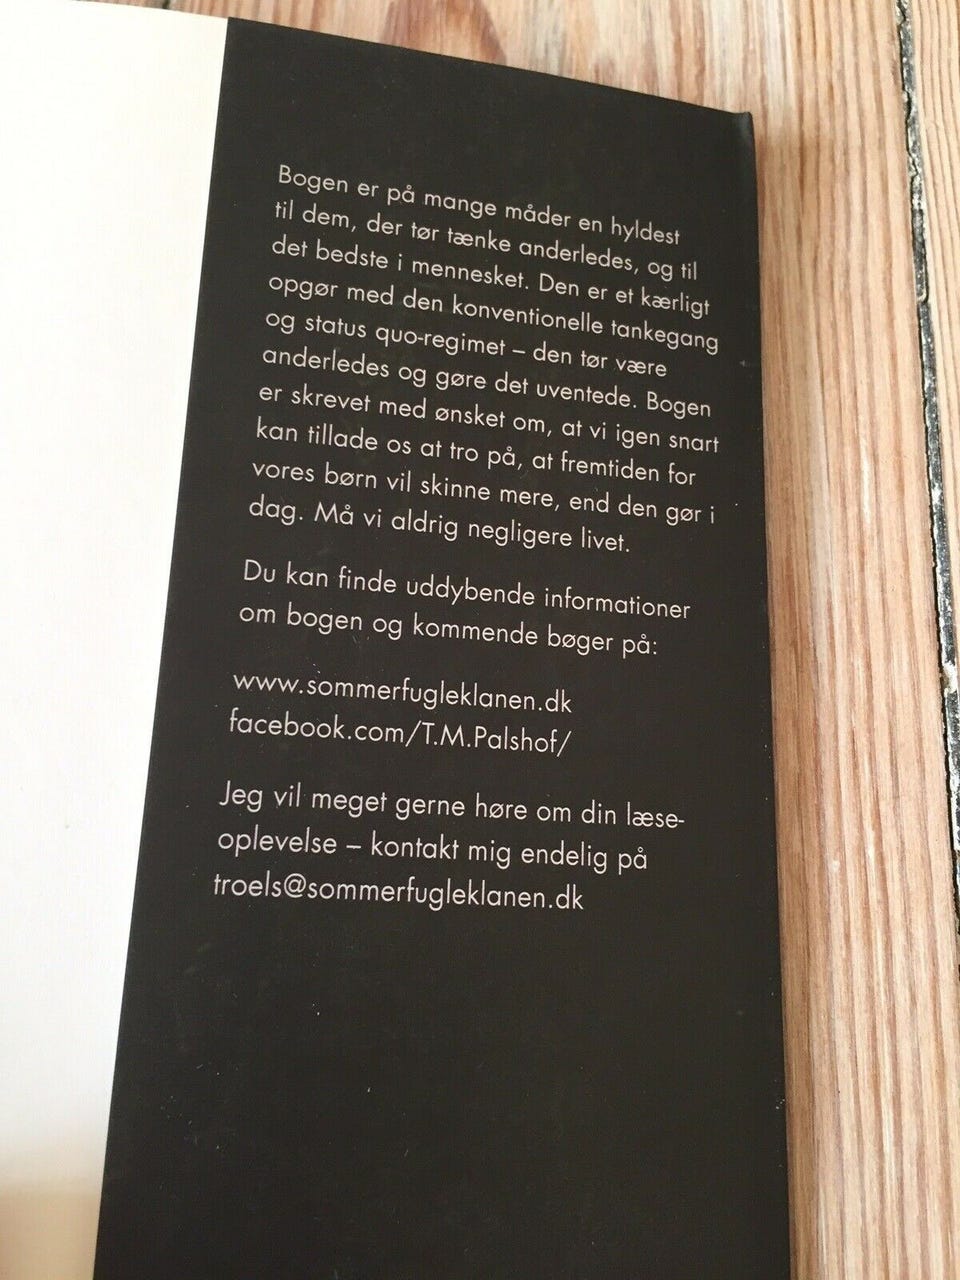 Bogen er på mange måder en hyldest
til dem, der tør tænke anderledes, og til
det bedste i mennesket. Den er et kærligt
opgør med den konventionelle tankegang
og status quo-regimet – den tør være
anderledes og gøre det uventede. Bogen
er skrevet med ønsket om, at vi igen snart
kan tillade os at tro på, at fremtiden for
vores børn vil skinne mere, end den gør i
dag. Må vi aldrig negligere livet.
Du kan finde uddybende informationer
om bogen og kommende bøger på:
www.sommerfugleklanen.dk
facebook.com/T.M.Palshof/
Jeg vil meget gerne høre om din læse-
oplevelse – kontakt mig endelig på
troels@sommerfugleklanen.dk